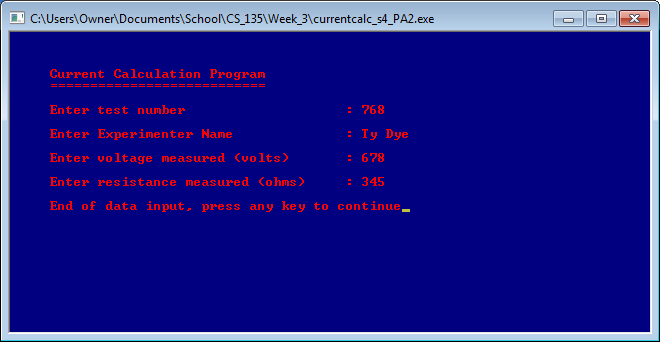 C:\Users\Owner\Documents\School\CS_135\Week_3\currentcalc_s4_PA2.exe
Current Calculation Program
===========================
Enter test number : 768
Enter Experimenter Name : Ty Dye
Enter voltage measured (volts) : 678
Enter resistance measured (ohms) : 345
End of data input, press any key to continue_